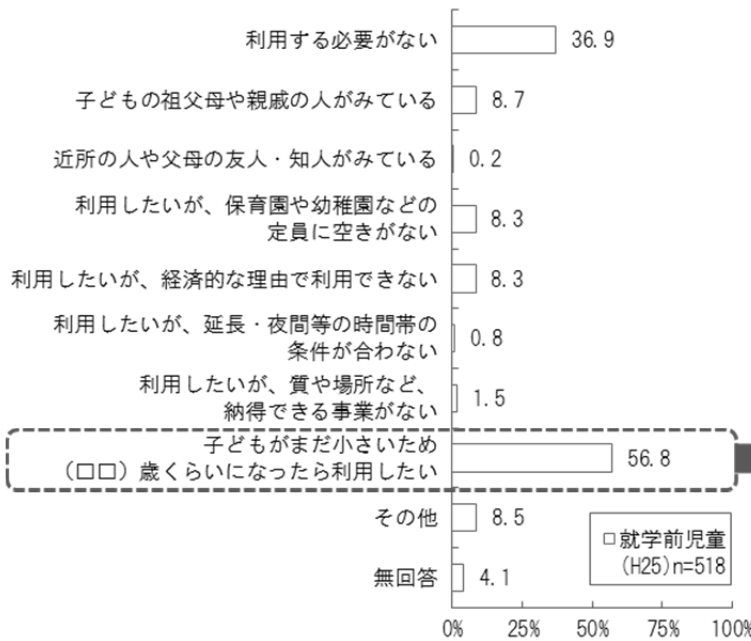 利用する必要がない
36.9
子どもの祖父母や親戚の人がみている
8.7
近所の人や父母の友人・知人がみている
0.2
利用したいが、保育園や幼稚園などの
定員に空きがない
8.3
利用したいが、経済的な理由で利用できない
8.3
利用したいが、延長・夜間等の時間帯の
条件が合わない
0.8
利用したいが、質や場所など、
納得できる事業がない
1.5
子どもがまだ小さいため
(□□)歳くらいになったら利用したい
56.8
その他
8.5
無回答
4.1
□就学前児童
(H25)n=518
0% 25% 50% 75% 100%